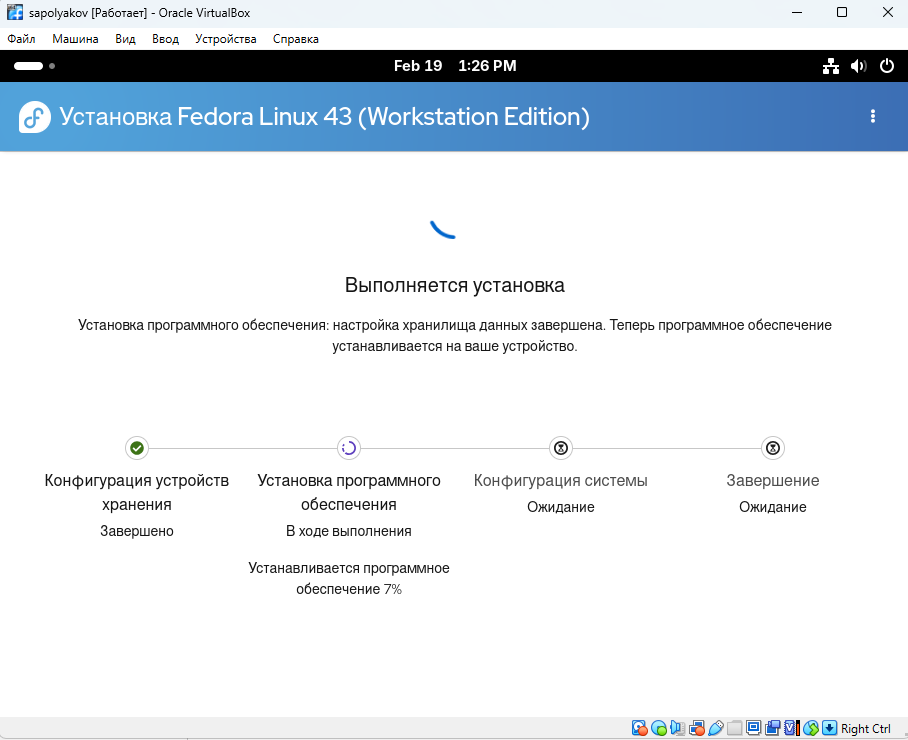 sapolyakov [Работает] - Oracle VirtualBox
Файл Машина Вид Ввод Устройства Справка
Feb 19 1:26 PM
Установка Fedora Linux 43 (Workstation Edition)
Выполняется установка
Установка программного обеспечения: настройка хранилища данных завершена. Теперь программное обеспечение
устанавливается на ваше устройство.
Конфигурация устройств
хранения
Завершено
Установка программного
обеспечения
В ходе выполнения
Устанавливается программное
обеспечение 7%
Конфигурация системы
Ожидание
Завершение
Ожидание
Right Ctrl